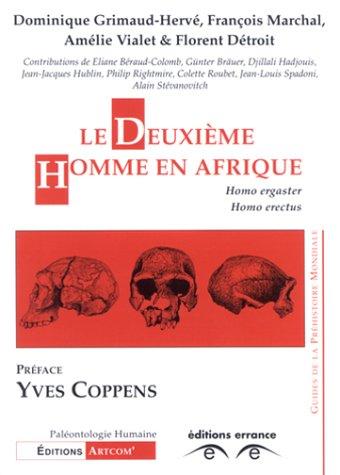 Dominique Grimaud-Hervé, François Marchal,
Amélie Vialet & Florent Détroit
Contributions de Eliane Béraud-Colomb, Günter Bräuer, Djillali Hadjouis,
Jean-Jacques Hublin, Philip Rightmire, Colette Roubet, Jean-Louis Spadoni,
Alain Stévanovitch
LE DEUXIÈME
HOMME EN AFRIQUE
Homo ergaster
Homo erectus
PRÉFACE
YVES COPPENS
GUIDES DE LA PRÉHISTOIRE MONDIALE
Paléontologie Humaine
ÉDITIONS ARTCOM'
éditions errance